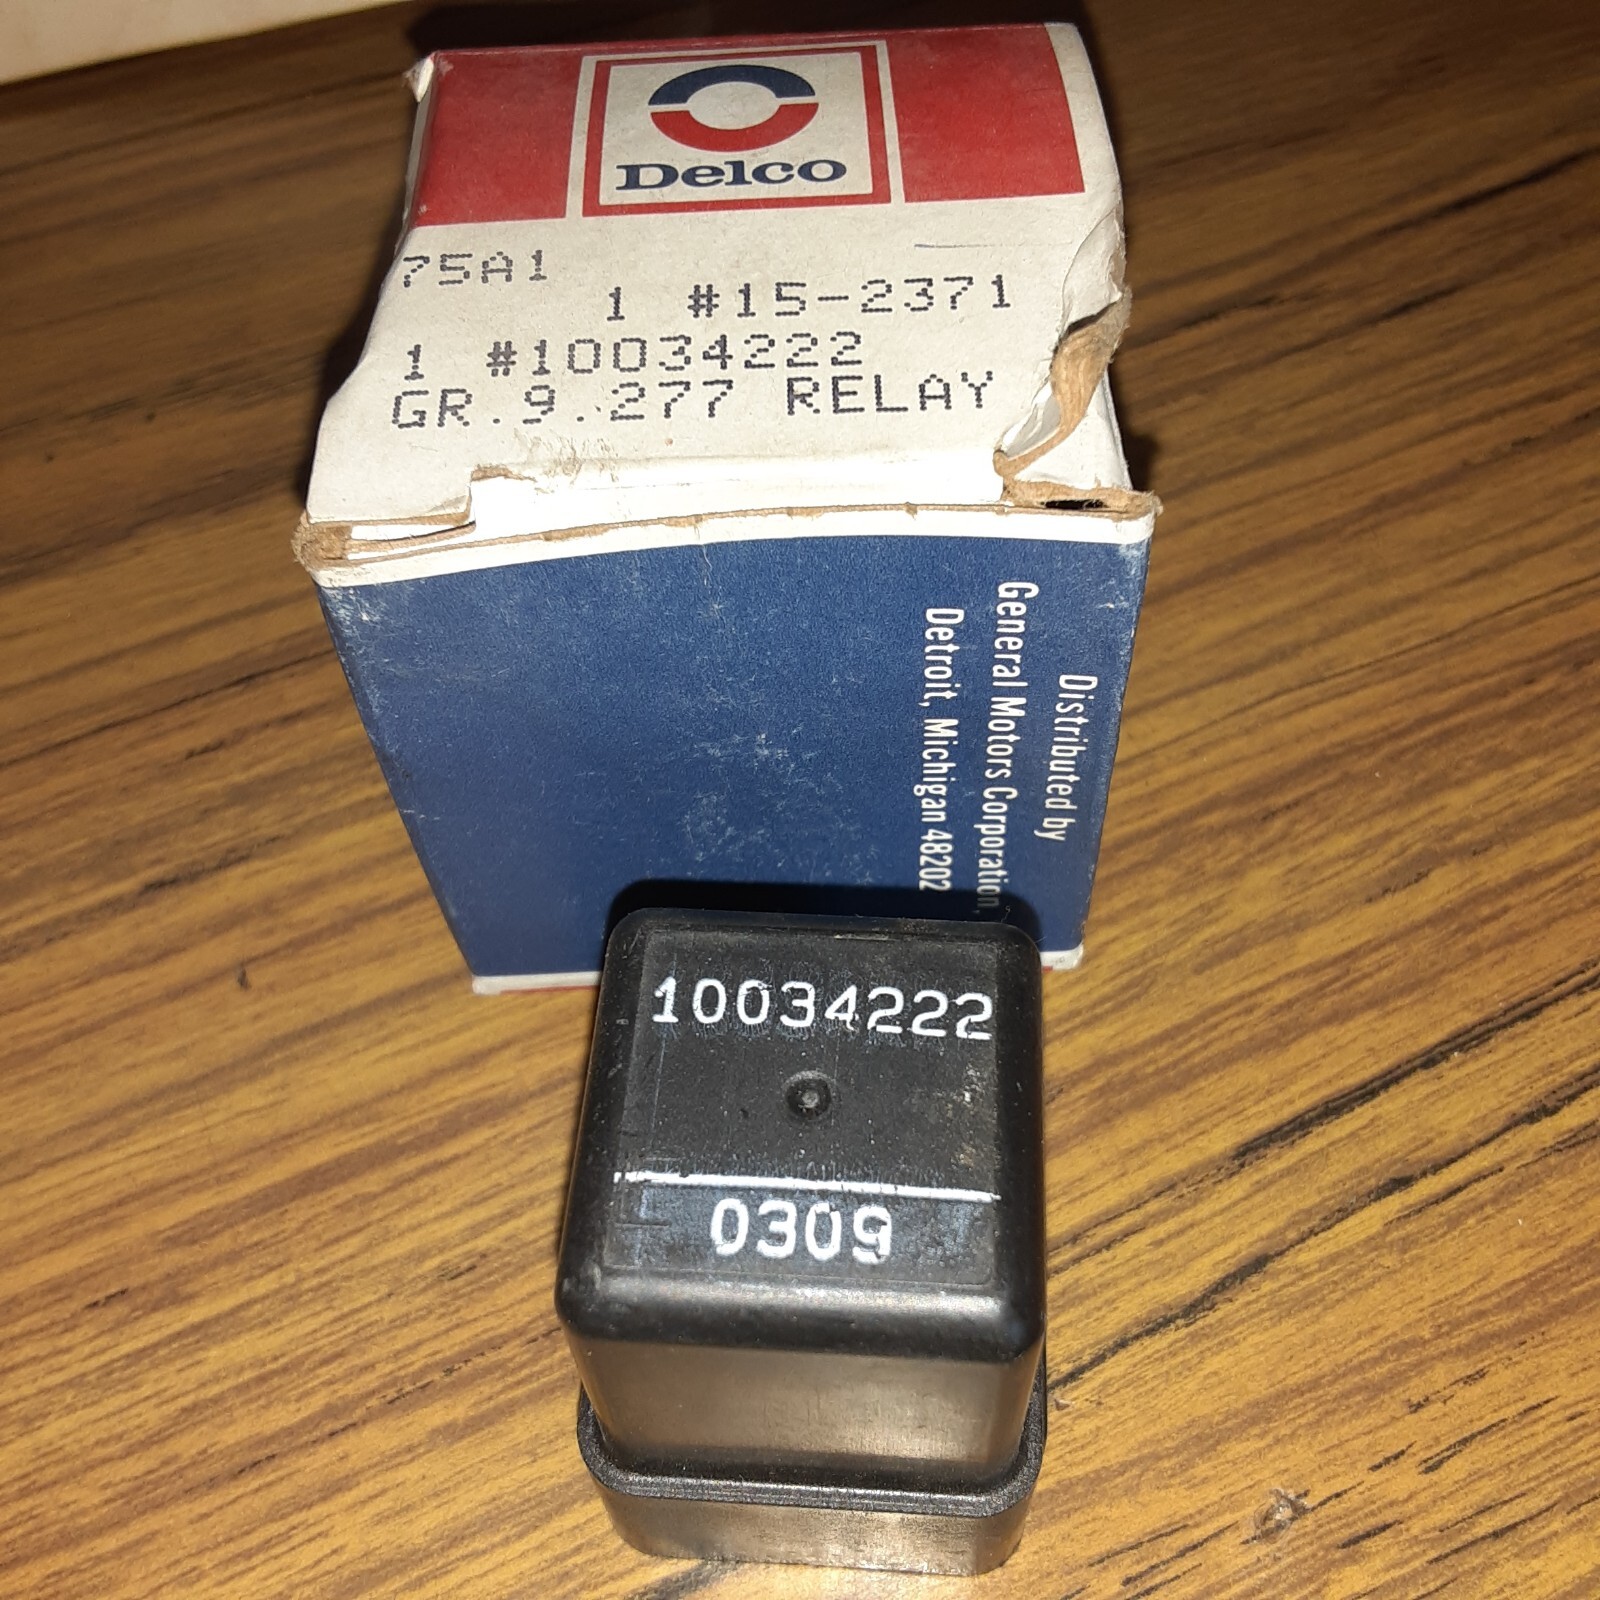 Delco
75A1
1 #15-2371
1 #10034222
GR.9.277 RELAY
Distributed by
General Motors Corporation,
Detroit, Michigan 48202
10034222
0309